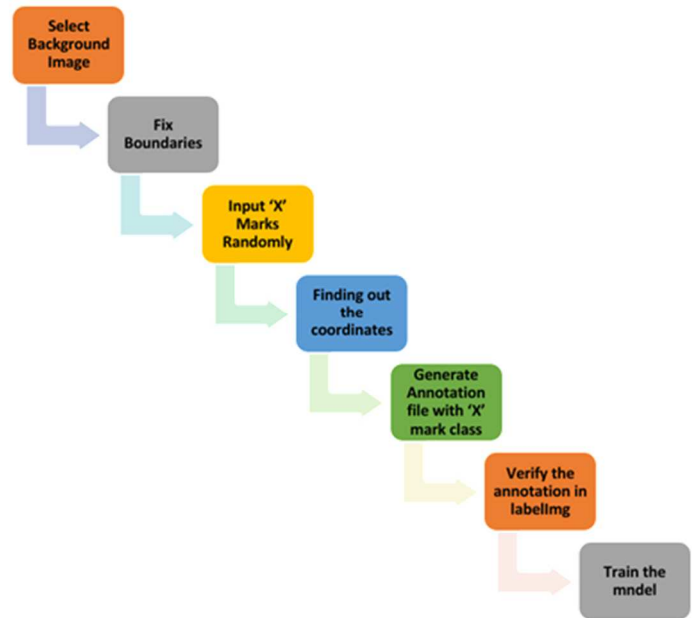 Select
Background
Image
Fix
Boundaries
Input ‘X’
Marks
Randomly
Finding out
the
coordinates
Generate
Annotation
file with ‘X’
mark class
Verify the
annotation in
labelImg
Train the
mndel